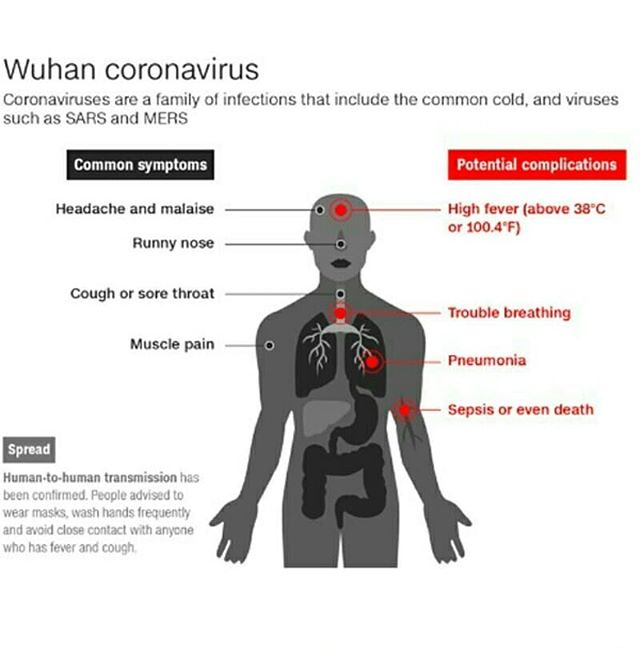 Wuhan coronavirus
Coronaviruses are a family of infections that include the common cold, and viruses
such as SARS and MERS
Common symptoms
Headache and malaise
Runny nose
Cough or sore throat
Muscle pain
Potential complications
High fever (above 38°C
or 100.4°F)
Trouble breathing
Pneumonia
Sepsis or even death
Spread
Human-to-human transmission has
been confirmed. People advised to
wear masks, wash hands frequently
and avoid close contact with anyone
who has fever and cough.